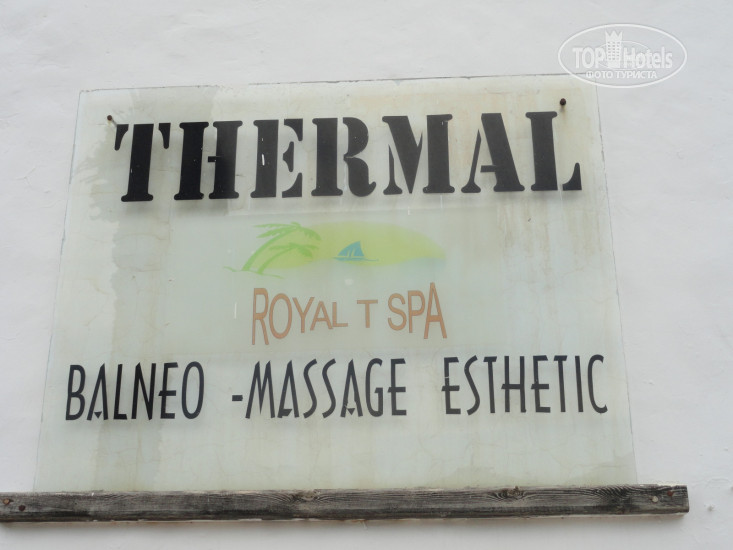 TOP Hotels
ФОТО ТУРИСТА
THERMAL
ROYAL T SPA
BALNEO -MASSAGE ESTHETIC